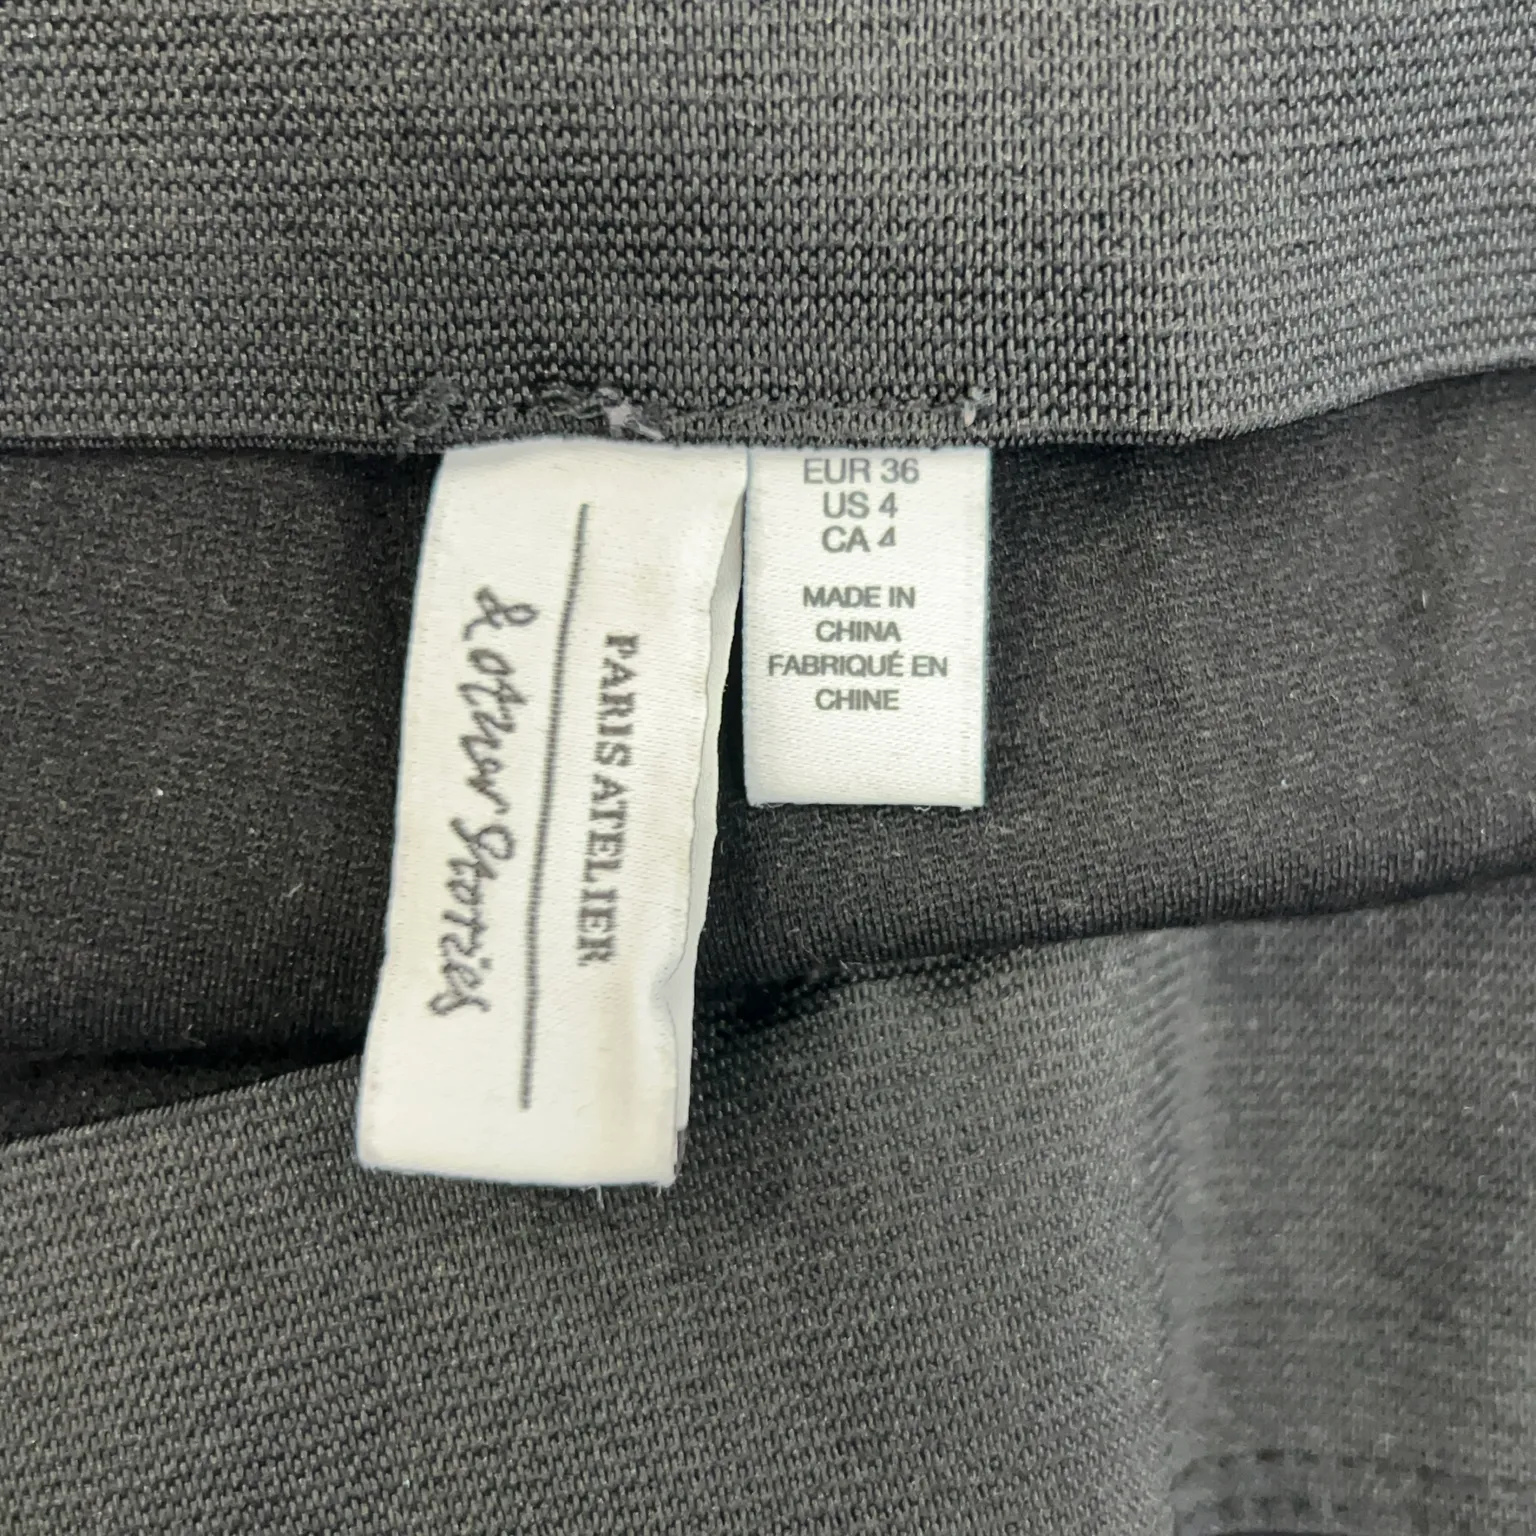 & other Stories
PARIS ATELIER
EUR 36
US 4
CA 4
MADE IN
CHINA
FABRIQUÉ EN
CHINE